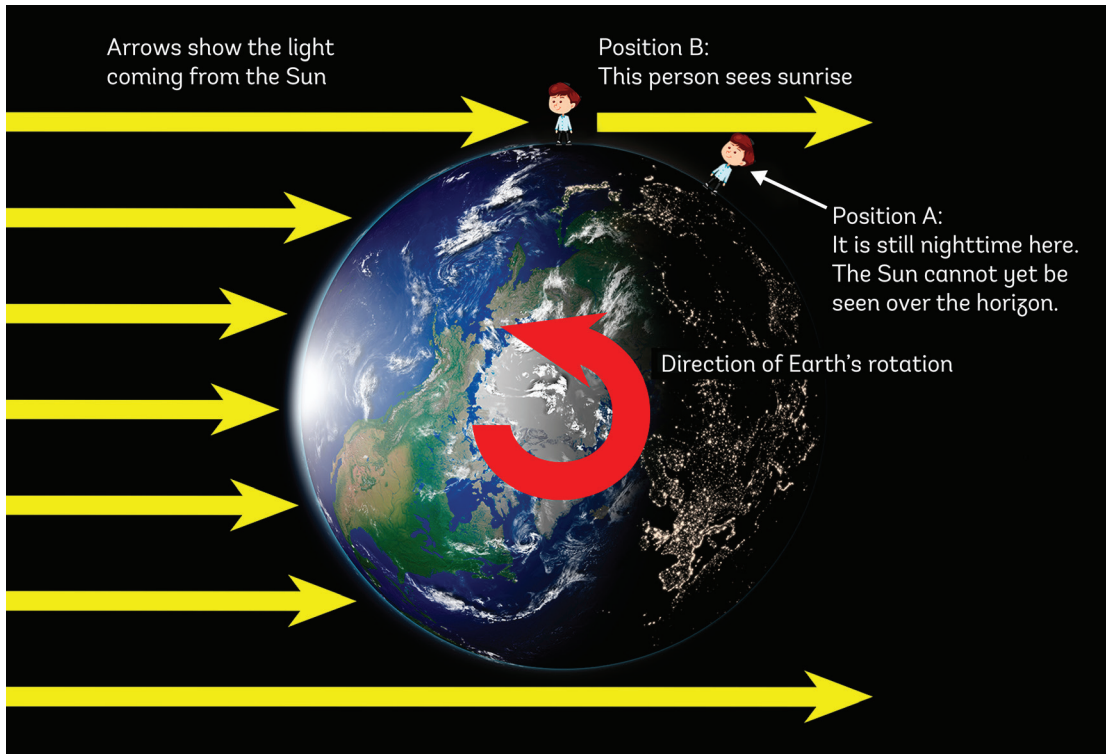 Arrows show the light
coming from the Sun
Position B:
This person sees sunrise
Position A:
It is still nighttime here.
The Sun cannot yet be
seen over the horizon.
Direction of Earth’s rotation